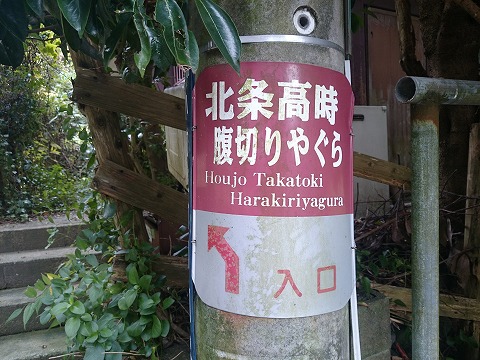 北条高時
腹切りやぐら
Houjo Takatoki
Harakiriyagura
入口